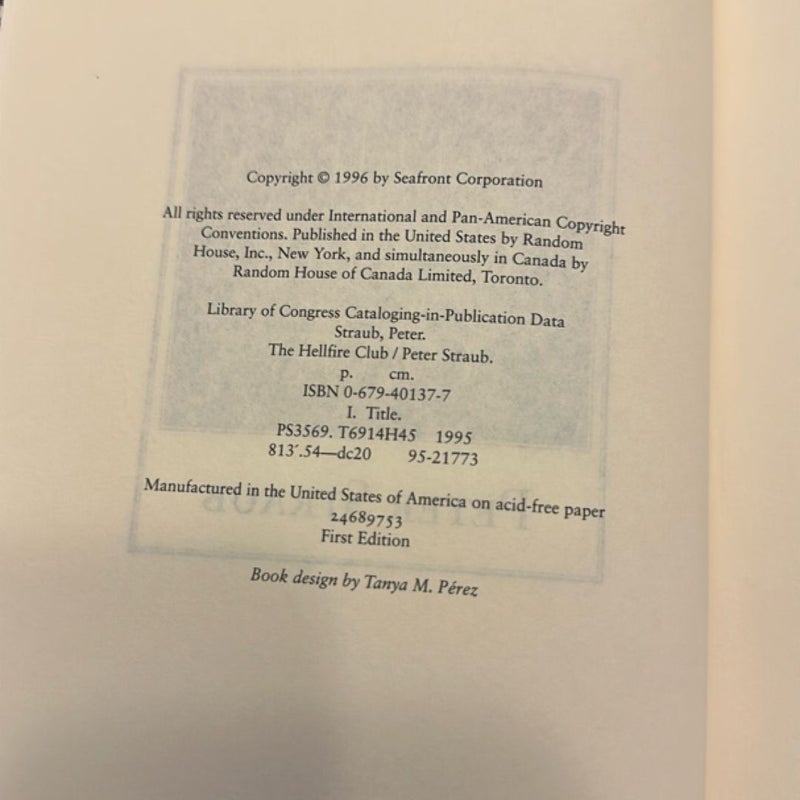 Copyright © 1996 by Seafront Corporation
All rights reserved under International and Pan-American Copyright
Conventions. Published in the United States by Random
House, Inc., New York, and simultaneously in Canada by
Random House of Canada Limited, Toronto.
Library of Congress Cataloging-in-Publication Data
Straub, Peter.
The Hellfire Club / Peter Straub.
p. cm.
ISBN 0-679-40137-7
I. Title.
PS3569. T6914H45 1995
813´.54—dc20 95-21773
Manufactured in the United States of America on acid-free paper
24689753
First Edition
Book design by Tanya M. Pérez